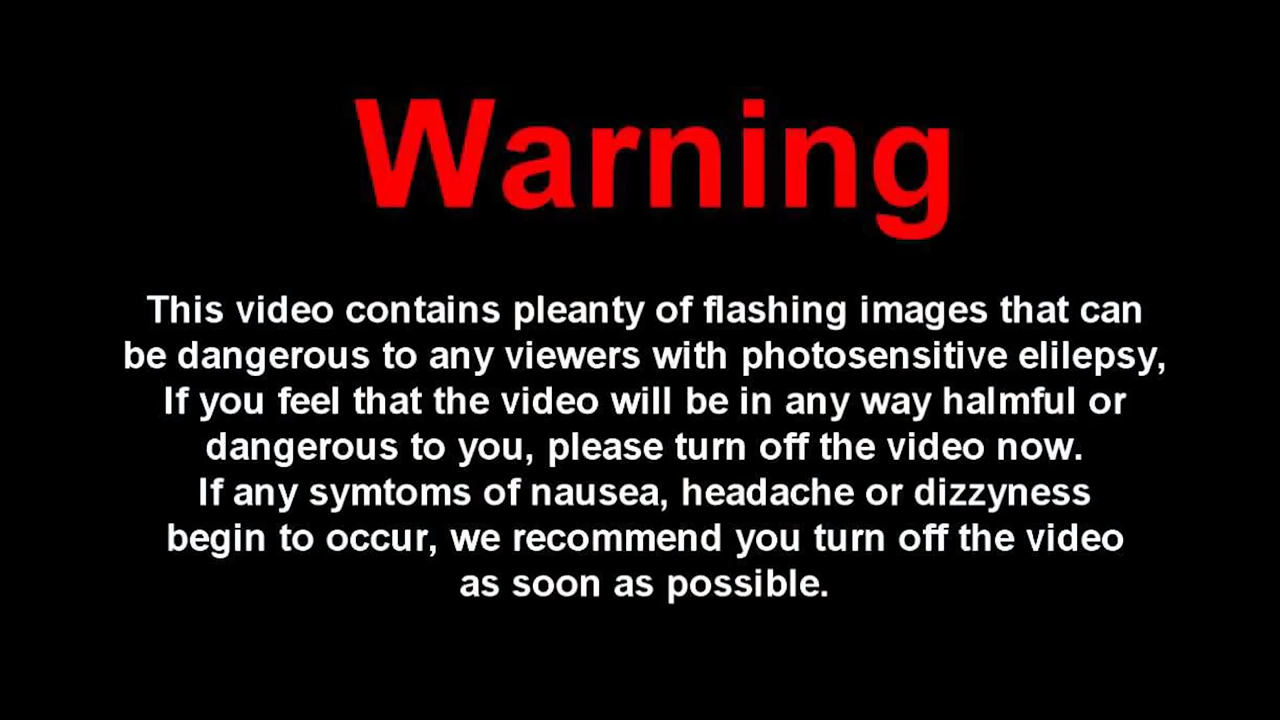 Warning
This video contains pleanty of flashing images that can
be dangerous to any viewers with photosensitive elilepsy,
If you feel that the video will be in any way halmful or
dangerous to you, please turn off the video now.
If any symtoms of nausea, headache or dizzyness
begin to occur, we recommend you turn off the video
as soon as possible.